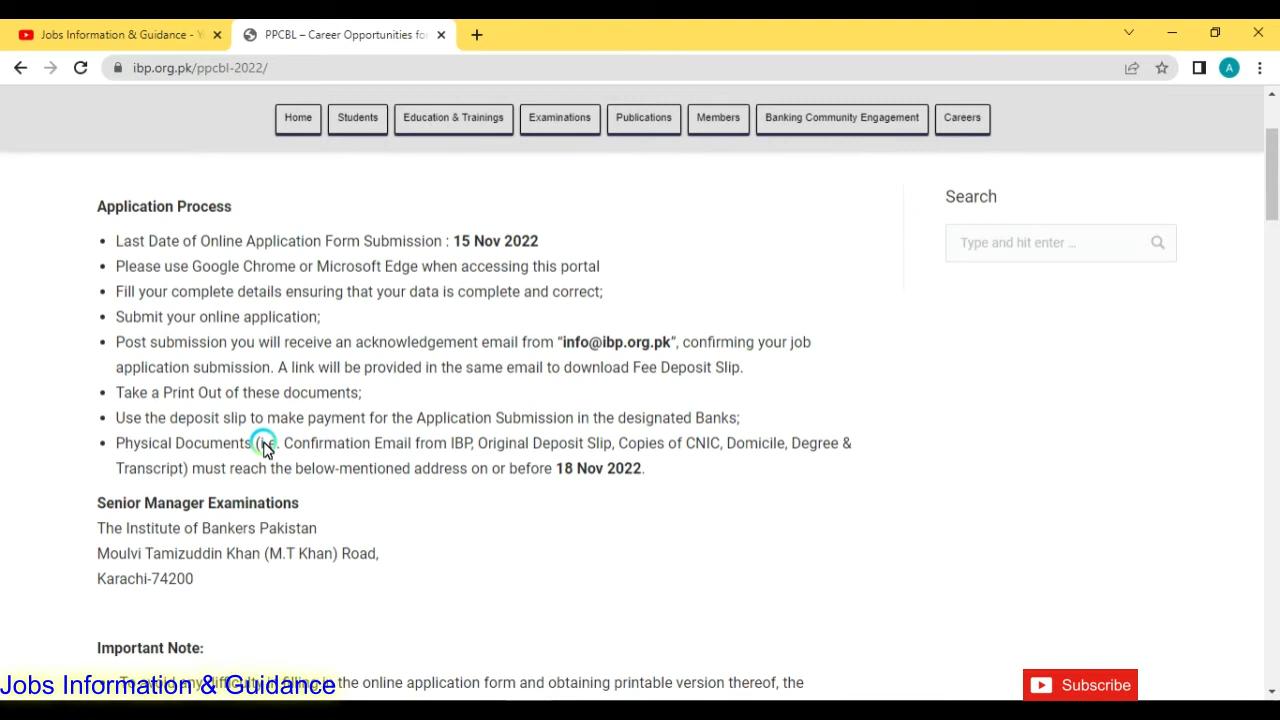 Jobs Information & Guidance - Y
PPCBL – Career Opportunities fo
ibp.org.pk/ppcbl-2022/
A
Home
Students
Education & Trainings
Examinations
Publications
Members
Banking Community Engagement
Careers
Application Process
Last Date of Online Application Form Submission : 15 Nov 2022
Please use Google Chrome or Microsoft Edge when accessing this portal
Fill your complete details ensuring that your data is complete and correct;
Submit your online application;
Post submission you will receive an acknowledgement email from “info@ibp.org.pk”, confirming your job
application submission. A link will be provided in the same email to download Fee Deposit Slip.
Take a Print Out of these documents;
Use the deposit slip to make payment for the Application Submission in the designated Banks;
Physical Documents (i.e. Confirmation Email from IBP, Original Deposit Slip, Copies of CNIC, Domicile, Degree &
Transcript) must reach the below-mentioned address on or before 18 Nov 2022.
Senior Manager Examinations
The Institute of Bankers Pakistan
Moulvi Tamizuddin Khan (M.T Khan) Road,
Karachi-74200
Important Note:
To avoid any difficulty in filling in the online application form and obtaining printable version thereof, the
Search
Type and hit enter ...
Jobs Information & Guidance
Subscribe